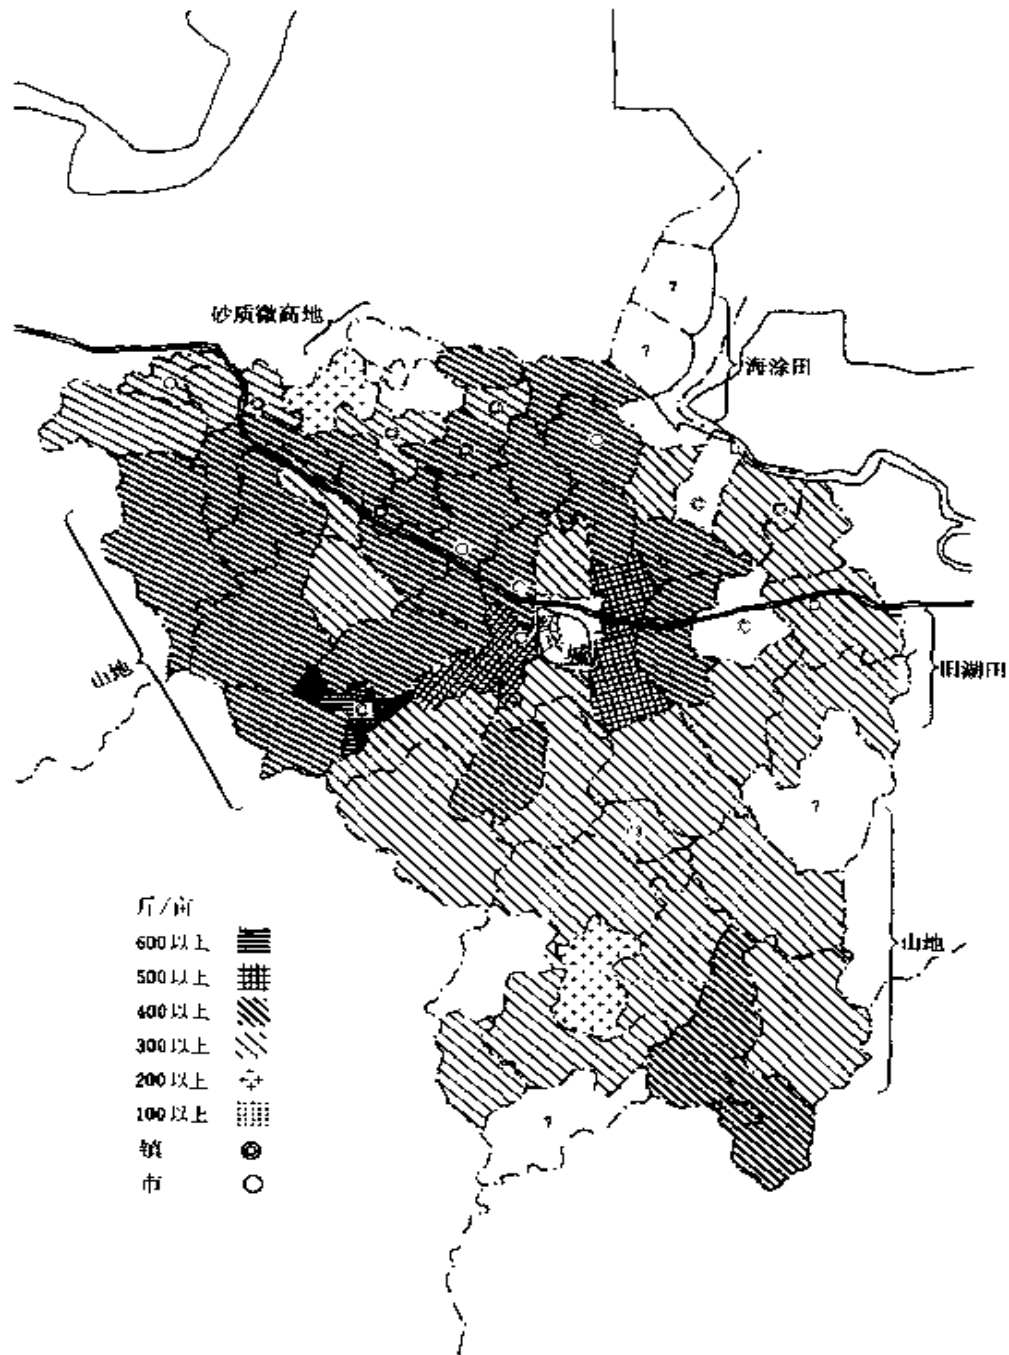 砂质微高地
?
?
海涂田
山地
绍兴城
旧湖田
?
山地
斤/亩
600以上
500以上
400以上
300以上
200以上
100以上
镇
市
?